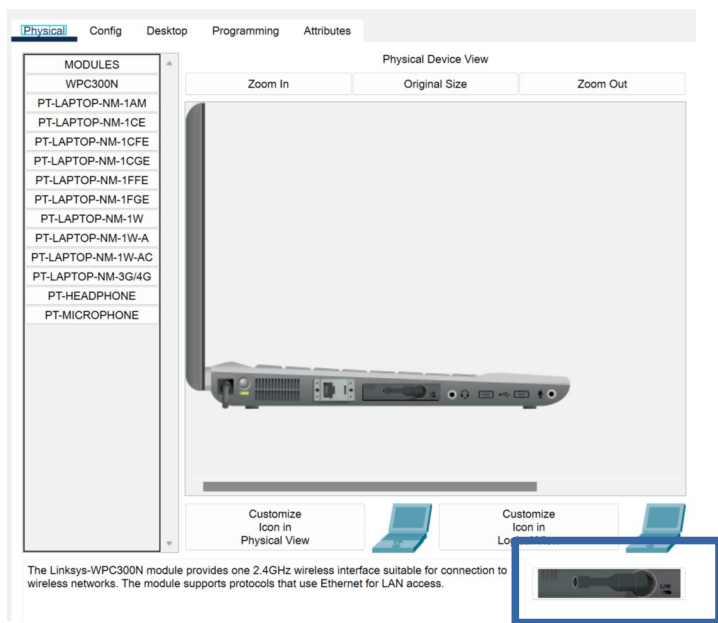 Physical Config Desktop Programming Attributes
MODULES
WPC300N
PT-LAPTOP-NM-1AM
PT-LAPTOP-NM-1CE
PT-LAPTOP-NM-1CFE
PT-LAPTOP-NM-1CGE
PT-LAPTOP-NM-1FFE
PT-LAPTOP-NM-1FGE
PT-LAPTOP-NM-1W
PT-LAPTOP-NM-1W-A
PT-LAPTOP-NM-1W-AC
PT-LAPTOP-NM-3G/4G
PT-HEADPHONE
PT-MICROPHONE
Physical Device View
Zoom In Original Size Zoom Out
Customize
Icon in
Physical View
Customize
Icon in
The Linksys-WPC300N module provides one 2.4GHz wireless interface suitable for connection to
wireless networks. The module supports protocols that use Ethernet for LAN access.